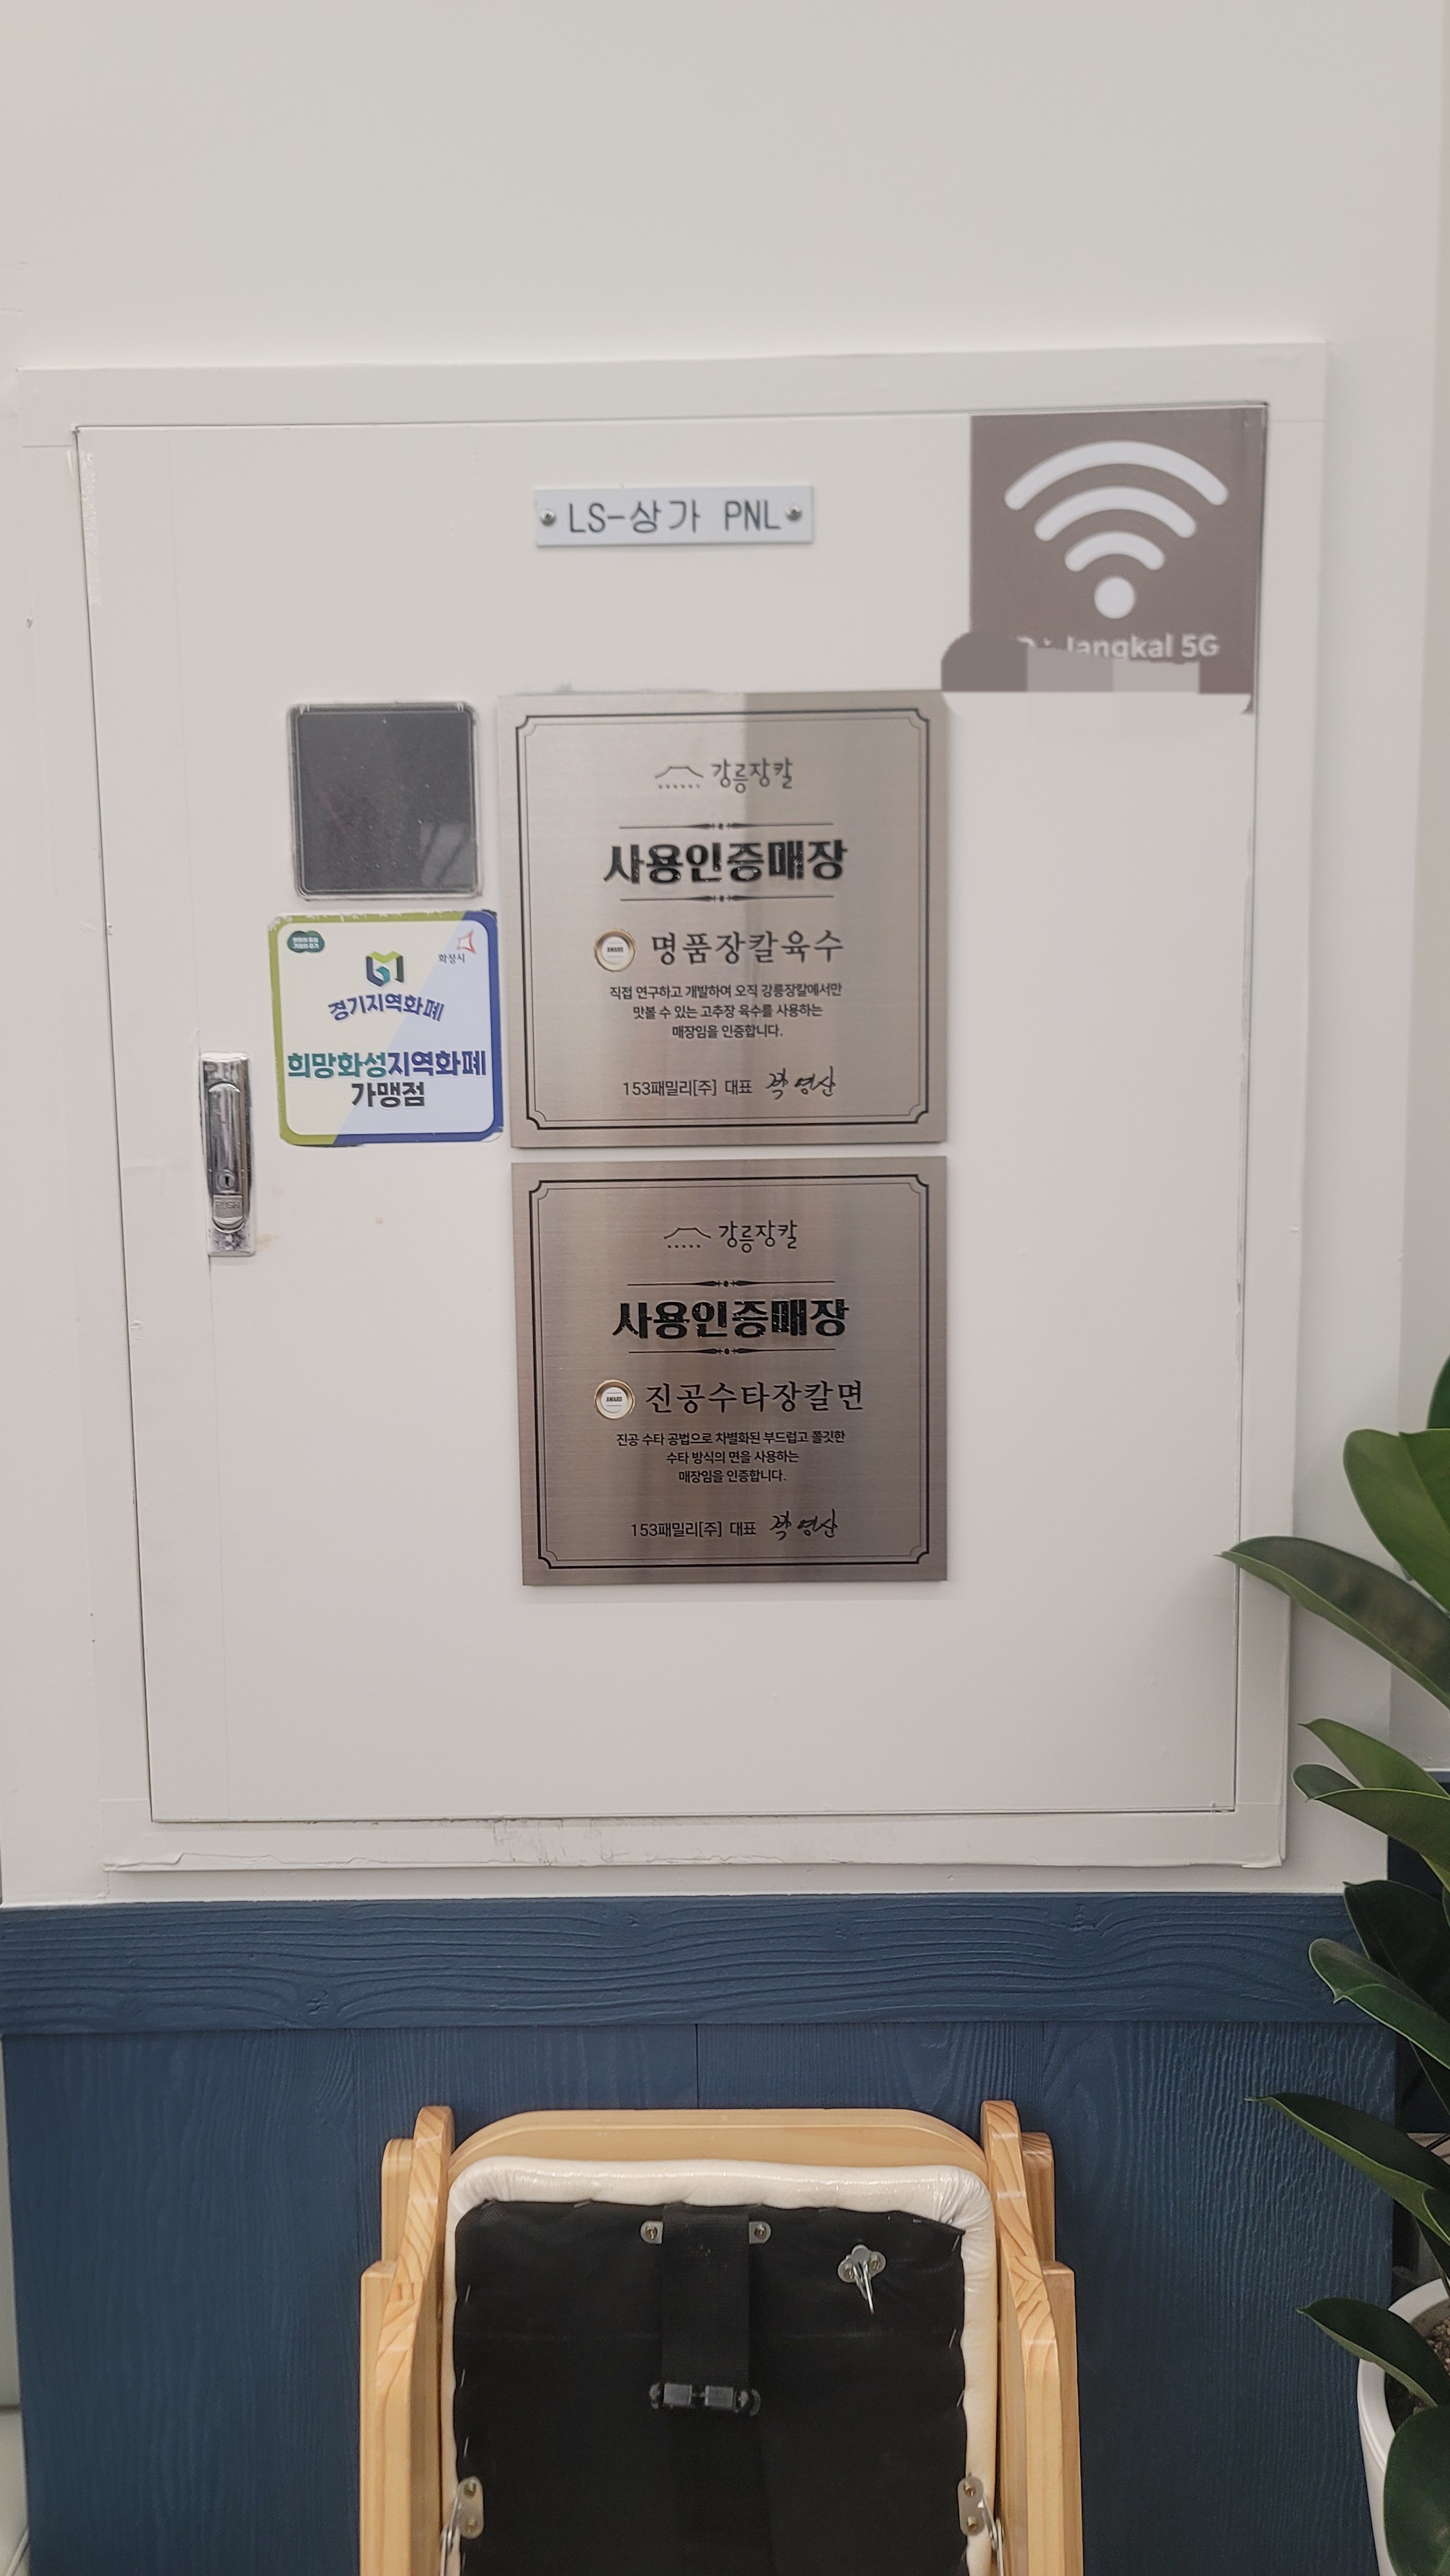 LS-상가 PNL
Jangkal 5G
강릉장칼
사용인증매장
AWARD
명품장칼육수
직접 연구하고 개발하여 오직 강릉장칼에서만
맛볼 수 있는 고추장 육수를 사용하는
매장임을 인증합니다.
153패밀리[주] 대표
화성시
경기지역화폐
희망화성지역화폐
가맹점
PUSH
강릉장칼
사용인증매장
AWARD
진공수타장칼면
진공 수타 공법으로 차별화된 부드럽고 쫄깃한
수타 방식의 면을 사용하는
매장임을 인증합니다.
153패밀리[주] 대표